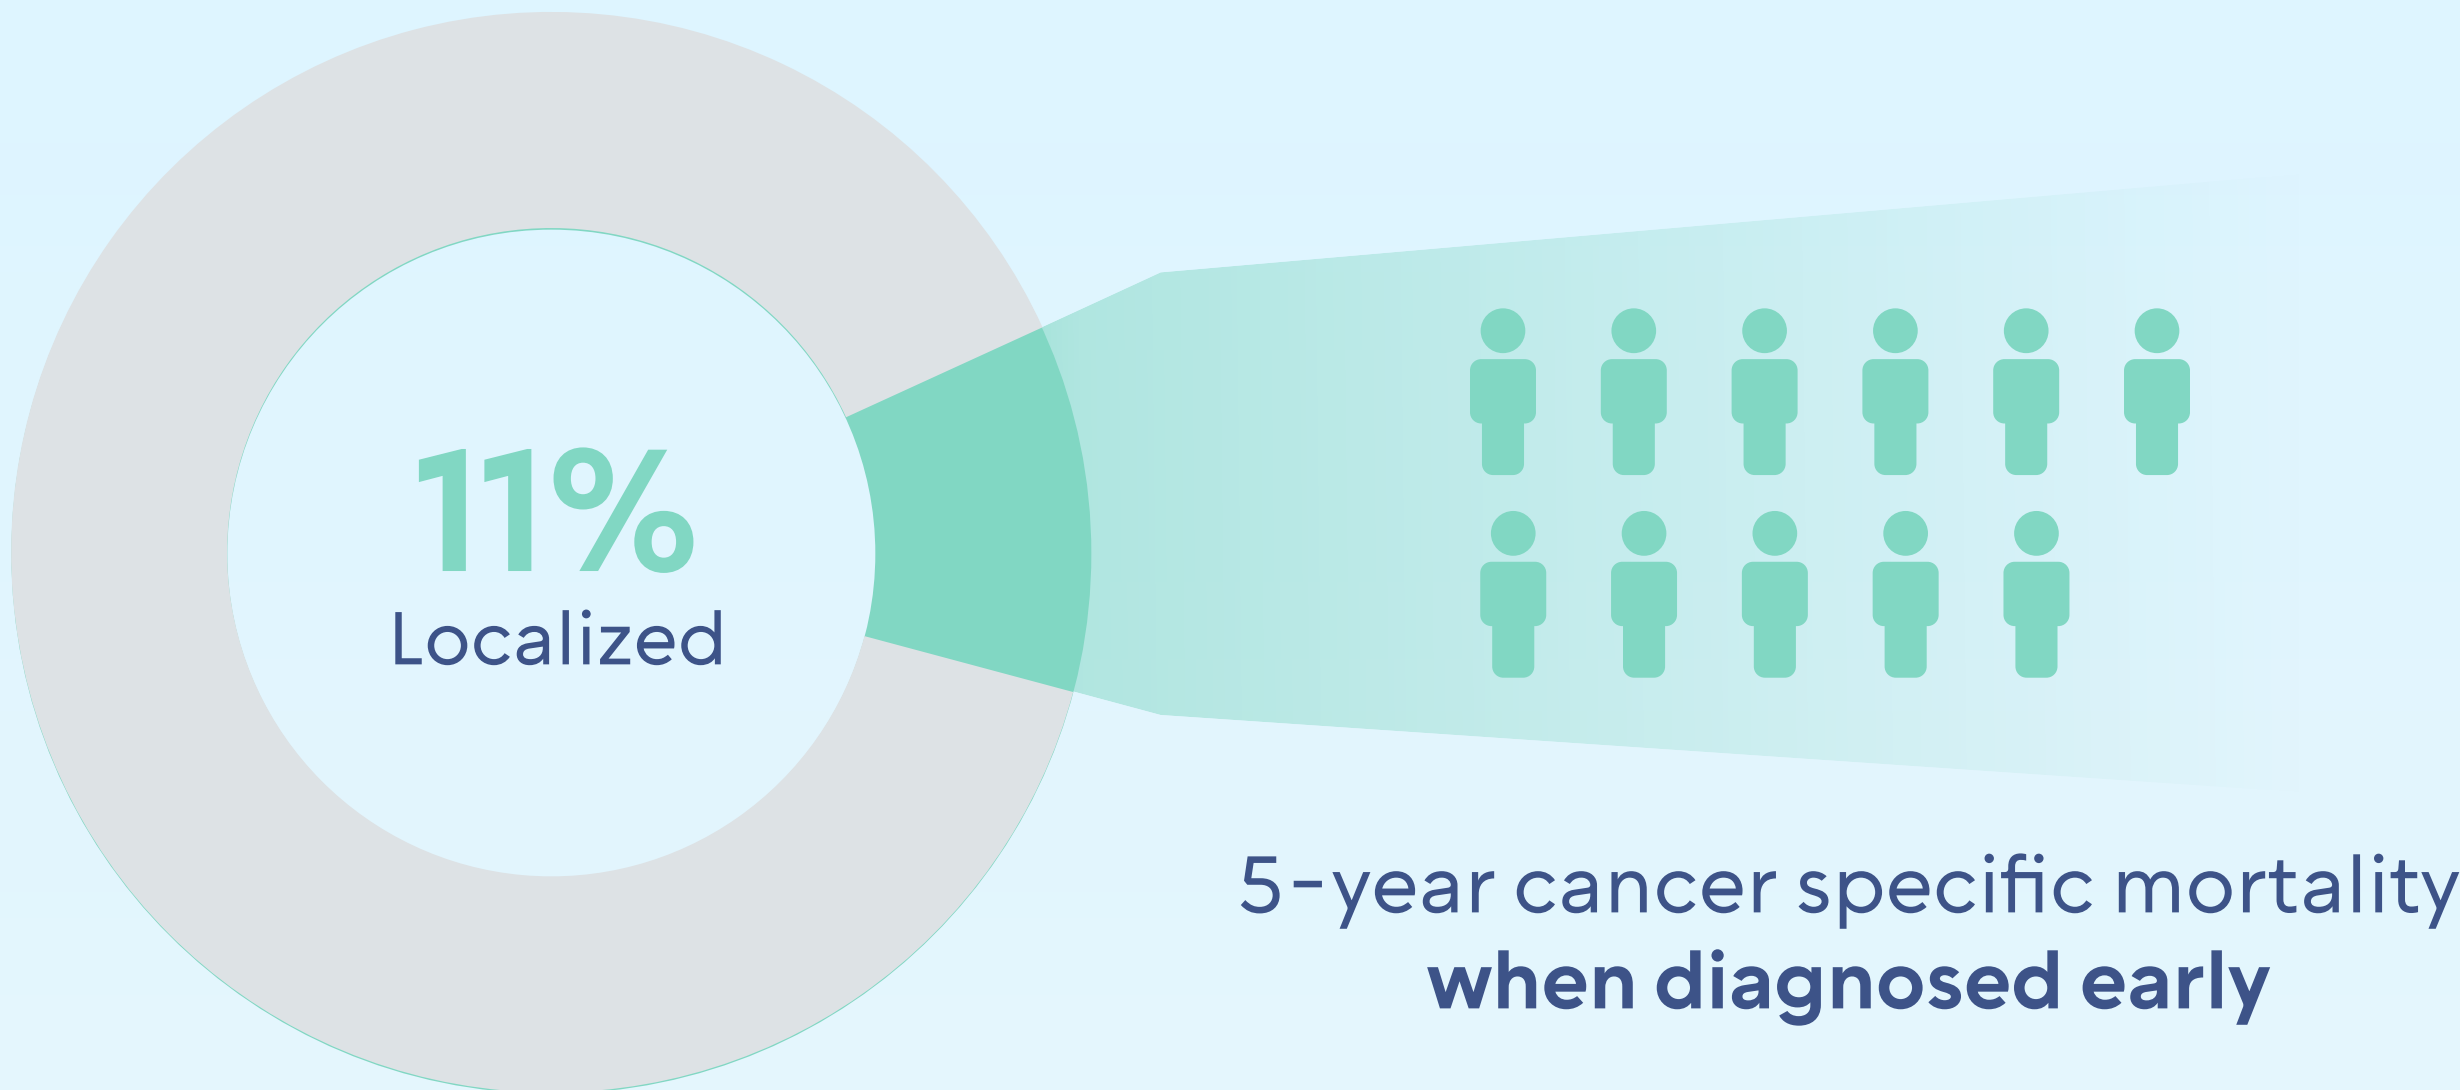 11%
Localized
5-year cancer specific mortality
when diagnosed early